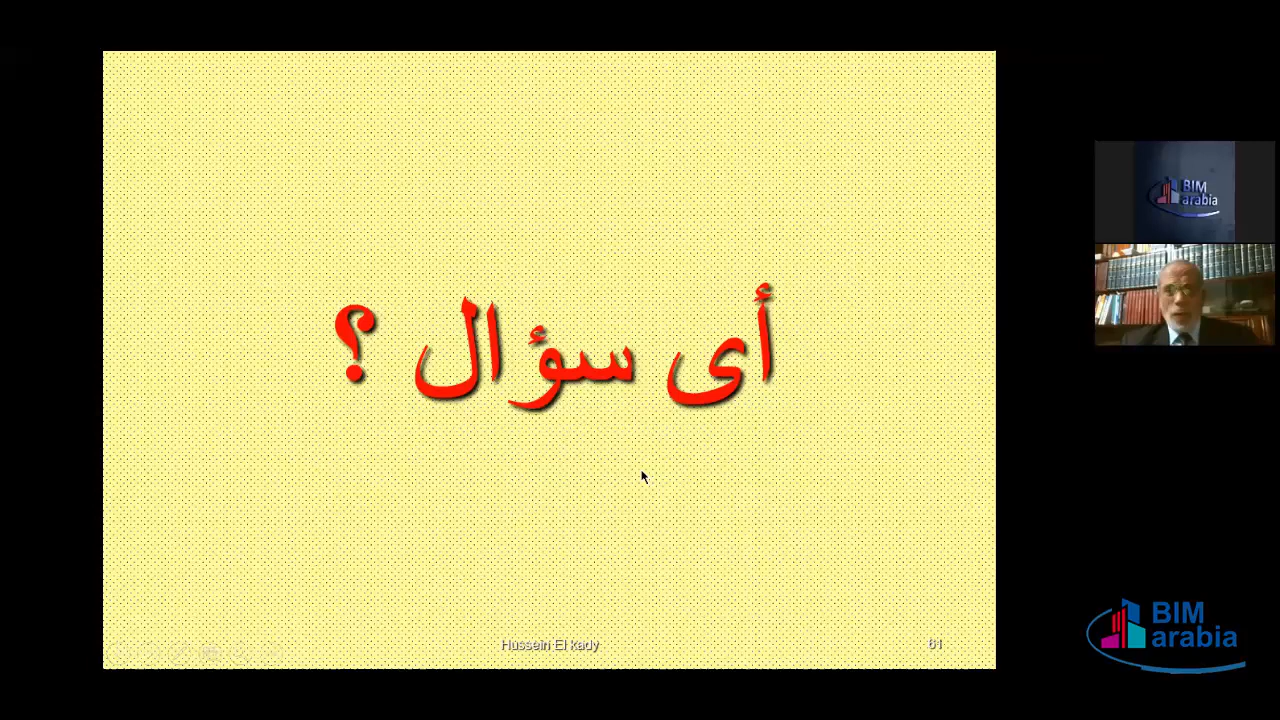 أى سؤال ؟
Hussein El kady
61
BIM
arabia
BIM
arabia